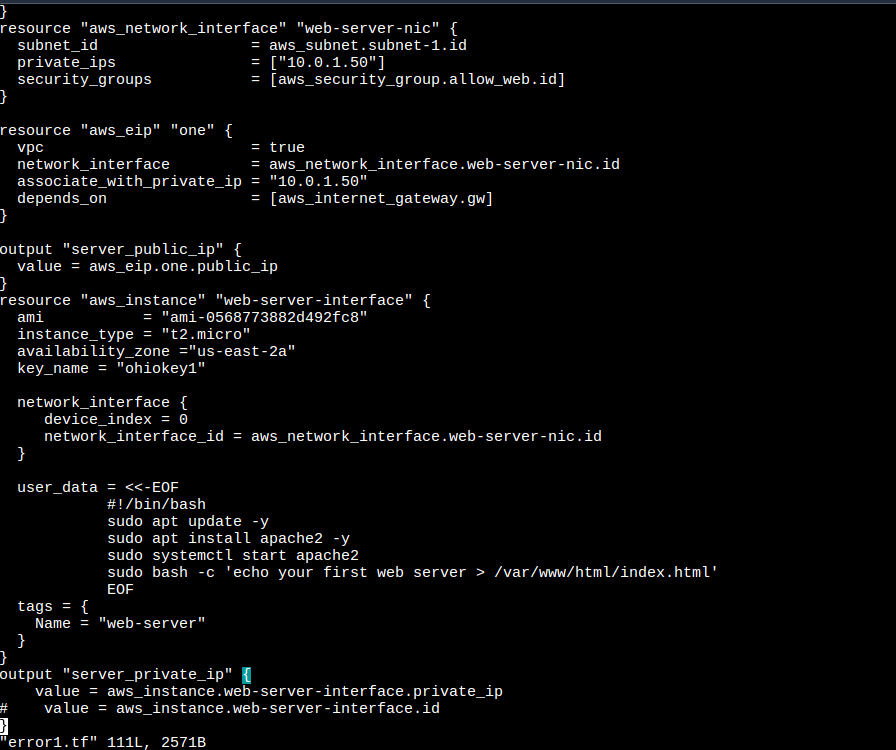 }
resource "aws_network_interface" "web-server-nic" {
  subnet_id                 = aws_subnet.subnet-1.id
  private_ips               = ["10.0.1.50"]
  security_groups           = [aws_security_group.allow_web.id]
}

resource "aws_eip" "one" {
  vpc                       = true
  network_interface         = aws_network_interface.web-server-nic.id
  associate_with_private_ip = "10.0.1.50"
  depends_on                = [aws_internet_gateway.gw]
}

output "server_public_ip" {
  value = aws_eip.one.public_ip
}
resource "aws_instance" "web-server-interface" {
  ami           = "ami-0568773882d492fc8"
  instance_type = "t2.micro"
  availability_zone ="us-east-2a"
  key_name = "ohiokey1"

  network_interface {
     device_index = 0
     network_interface_id = aws_network_interface.web-server-nic.id
  }

  user_data = <<-EOF
            #!/bin/bash
            sudo apt update -y
            sudo apt install apache2 -y
            sudo systemctl start apache2
            sudo bash -c 'echo your first web server > /var/www/html/index.html'
            EOF
  tags = {
    Name = "web-server"
  }
}
output "server_private_ip" {
    value = aws_instance.web-server-interface.private_ip
#    value = aws_instance.web-server-interface.id
}
"error1.tf" 111L, 2571B